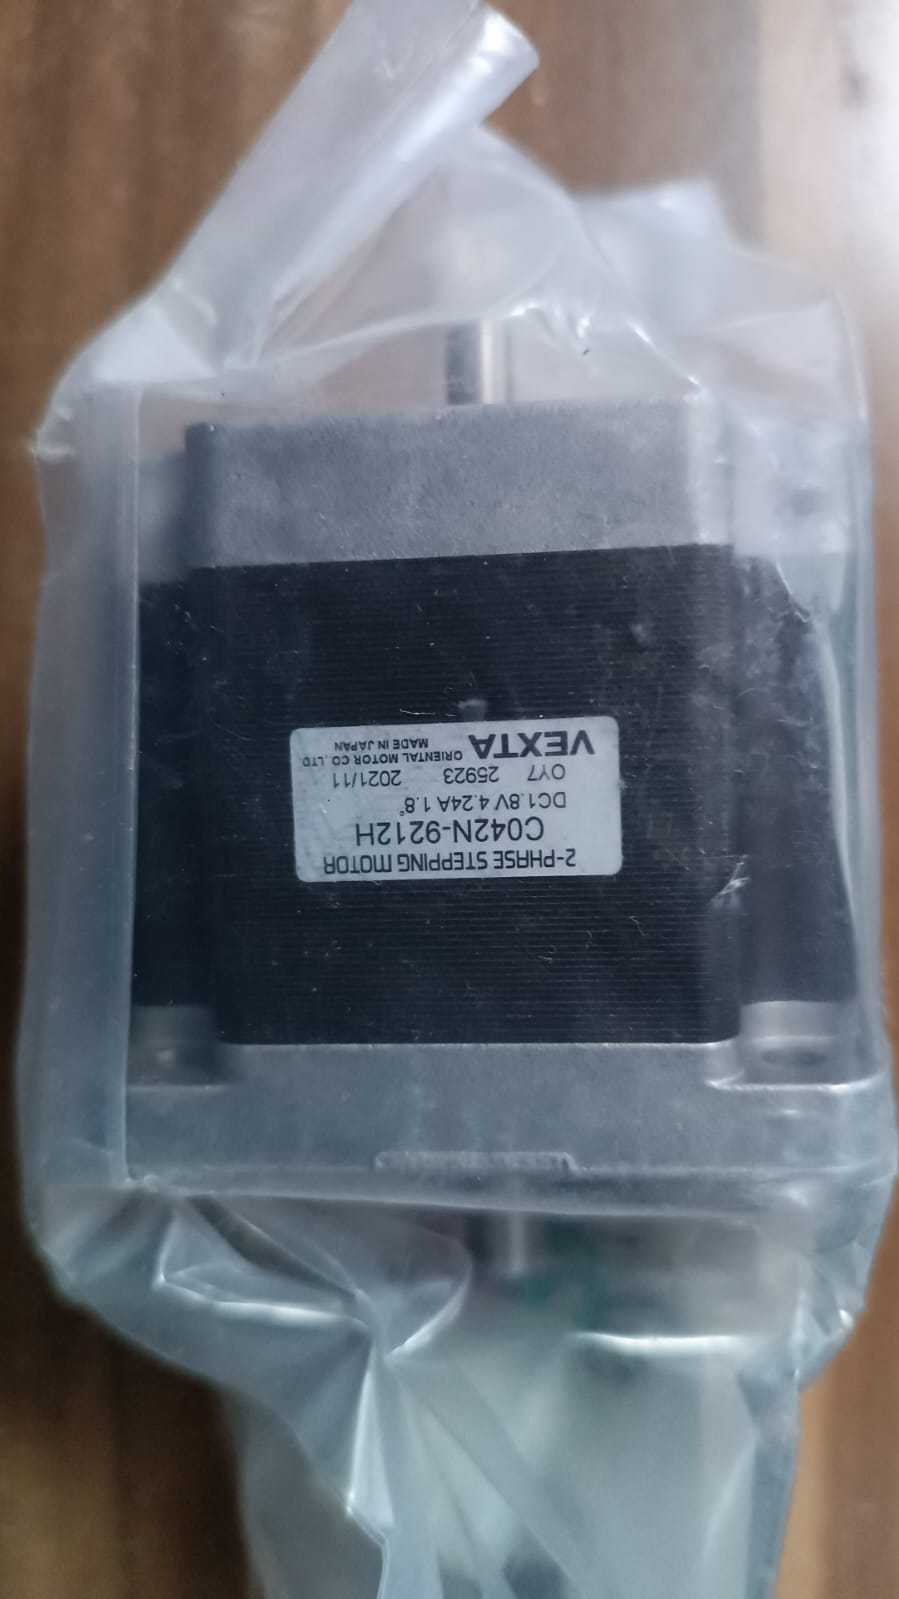 2-PHASE STEPPING MOTOR
C042N-9212H
DC1.8V 4.24A 1.8°
OY7 25923 2021/11
VEXTA ORIENTAL MOTOR CO.,LTD
MADE IN JAPAN